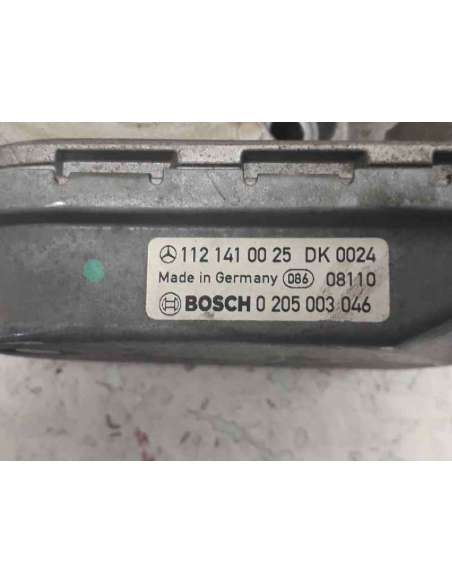 112 141 00 25 DK 0024
Made in Germany 086 08110
BOSCH 0 205 003 046